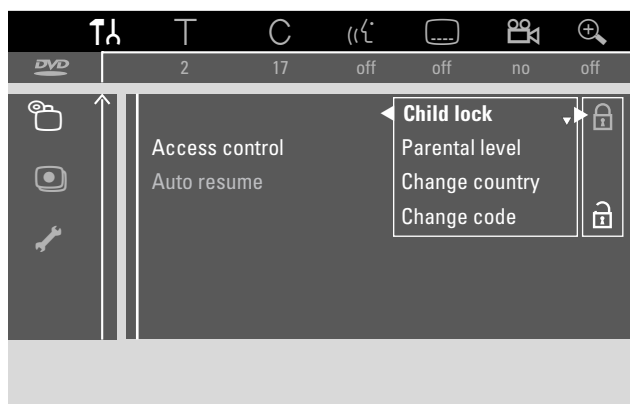 T C
DVD 2 17 off off no off
Child lock
Access control Parental level
Auto resume Change country
Change code